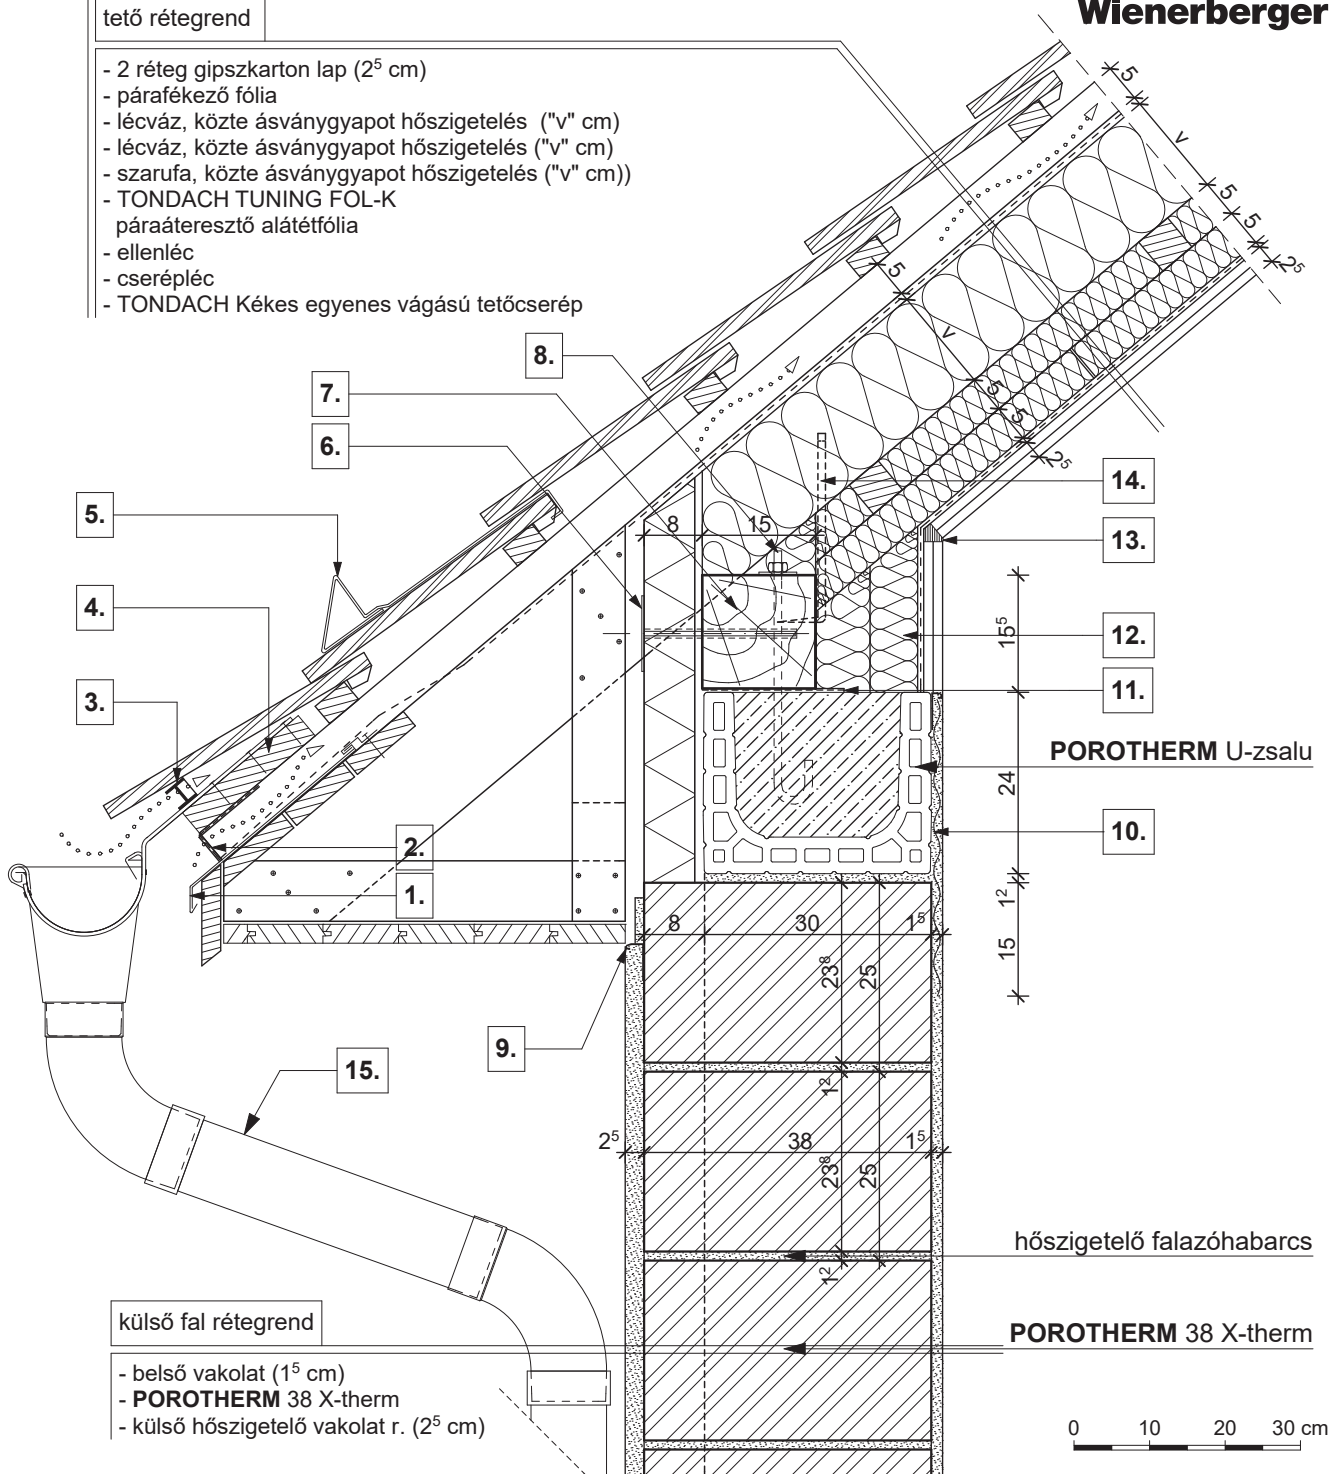 Wienerberger
tető rétegrend
- 2 réteg gipszkarton lap (2⁵ cm)
- párafékező fólia
- lécváz, közte ásványgyapot hőszigetelés ("v" cm)
- lécváz, közte ásványgyapot hőszigetelés ("v" cm)
- szarufa, közte ásványgyapot hőszigetelés ("v" cm))
- TONDACH TUNING FOL-K
páraáteresztő alátétfólia
- ellenléc
- cserépléc
- TONDACH Kékes egyenes vágású tetőcserép
5
v
5
5
2⁵
5
v
5
5
2⁵
8.
7.
6.
5.
4.
3.
2.
1.
14.
13.
12.
11.
POROTHERM U-zsalu
10.
9.
15.
8
15
15⁵
24
1²
15
8
30
1⁵
23⁸
25
1²
2⁵
38
1⁵
23⁸
25
1²
hőszigetelő falazóhabarcs
POROTHERM 38 X-therm
külső fal rétegrend
- belső vakolat (1⁵ cm)
- POROTHERM 38 X-therm
- külső hőszigetelő vakolat r. (2⁵ cm)
0 10 20 30 cm